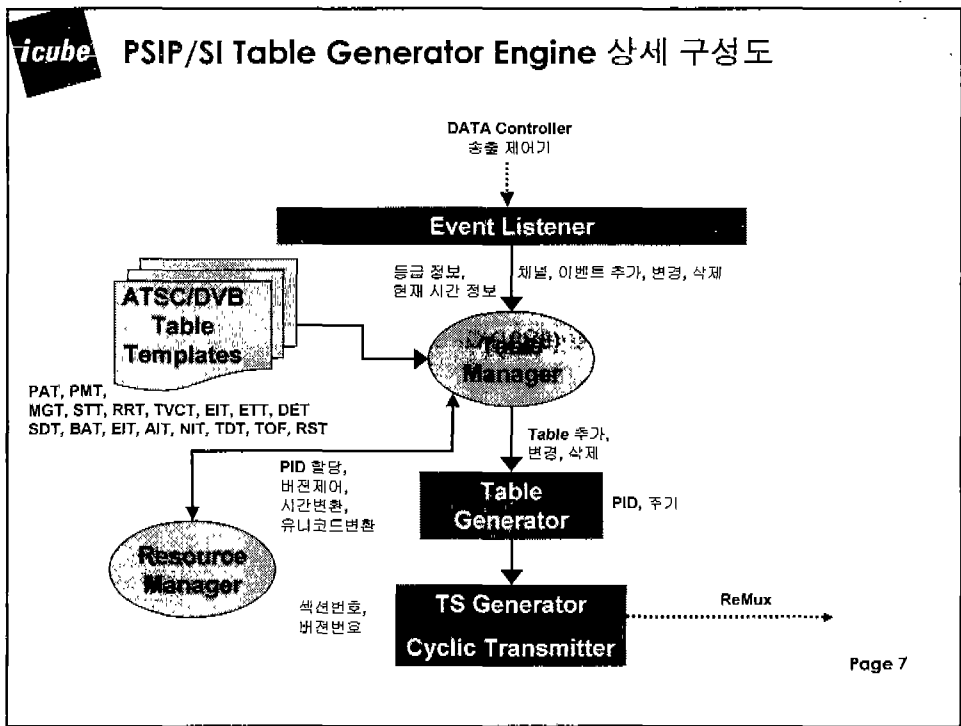 icube
PSIP/SI Table Generator Engine 상세 구성도
DATA Controller
송출 제어기
Event Listener
등급 정보,
현재 시간 정보
채널, 이벤트 추가, 변경, 삭제
ATSC/DVB
Table
Templates
Table
Manager
PAT, PMT,
MGT, STT, RRT, TVCT, EIT, ETT, DET
SDT, BAT, EIT, AIT, NIT, TDT, TOF, RST
Table 추가,
변경, 삭제
PID 할당,
버젼제어,
시간변환,
유니코드변환
Table
Generator
PID, 주기
Resource
Manager
섹션번호,
버젼번호
TS Generator
Cyclic Transmitter
ReMux
Page 7